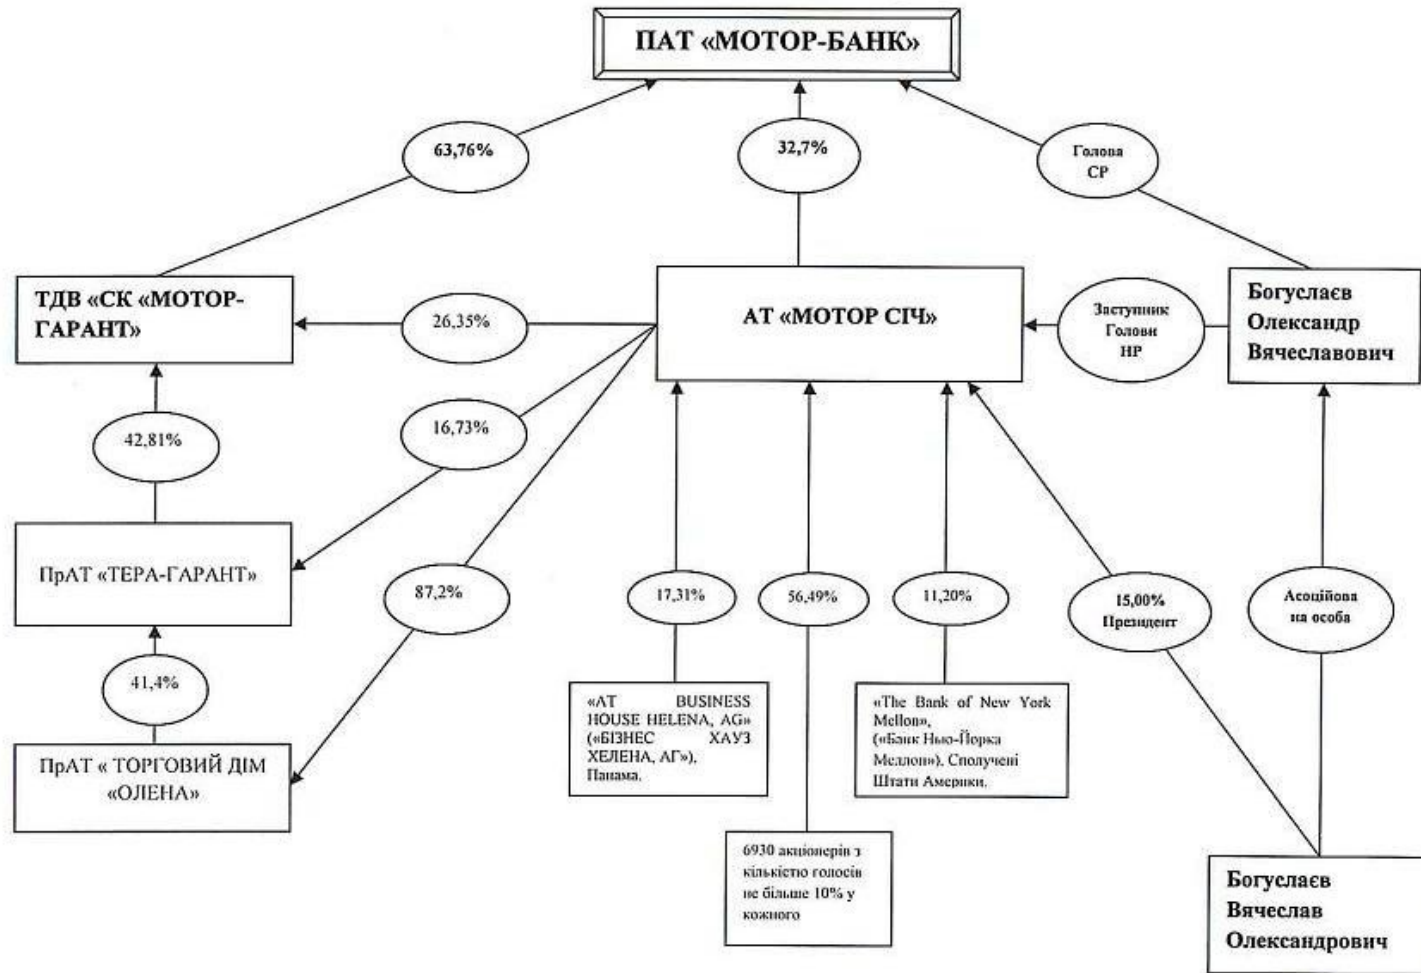 ПАТ «МОТОР-БАНК»
63,76%
32,7%
Голова
СР
ТДВ «СК «МОТОР-
ГАРАНТ»
26,35%
АТ «МОТОР СІЧ»
Заступник
Голови
НР
Богуслаєв
Олександр
Вячеславович
42,81%
16,73%
ПрАТ «ТЕРА-ГАРАНТ»
87,2%
17,31%
56,49%
11,20%
15,00%
Президент
Асоційова
на особа
41,4%
ПрАТ « ТОРГОВИЙ ДІМ
«ОЛЕНА»
«АТ BUSINESS
HOUSE HELENA, AG»
(«БІЗНЕС ХАУЗ
ХЕЛЕНА, АГ»),
Панама.
«The Bank of New York
Mellon»,
(«Банк Нью-Йорка
Меллон»), Сполучені
Штати Америки.
6930 акціонерів з
кількістю голосів
не більше 10% у
кожного
Богуслаєв
Вячеслав
Олександрович